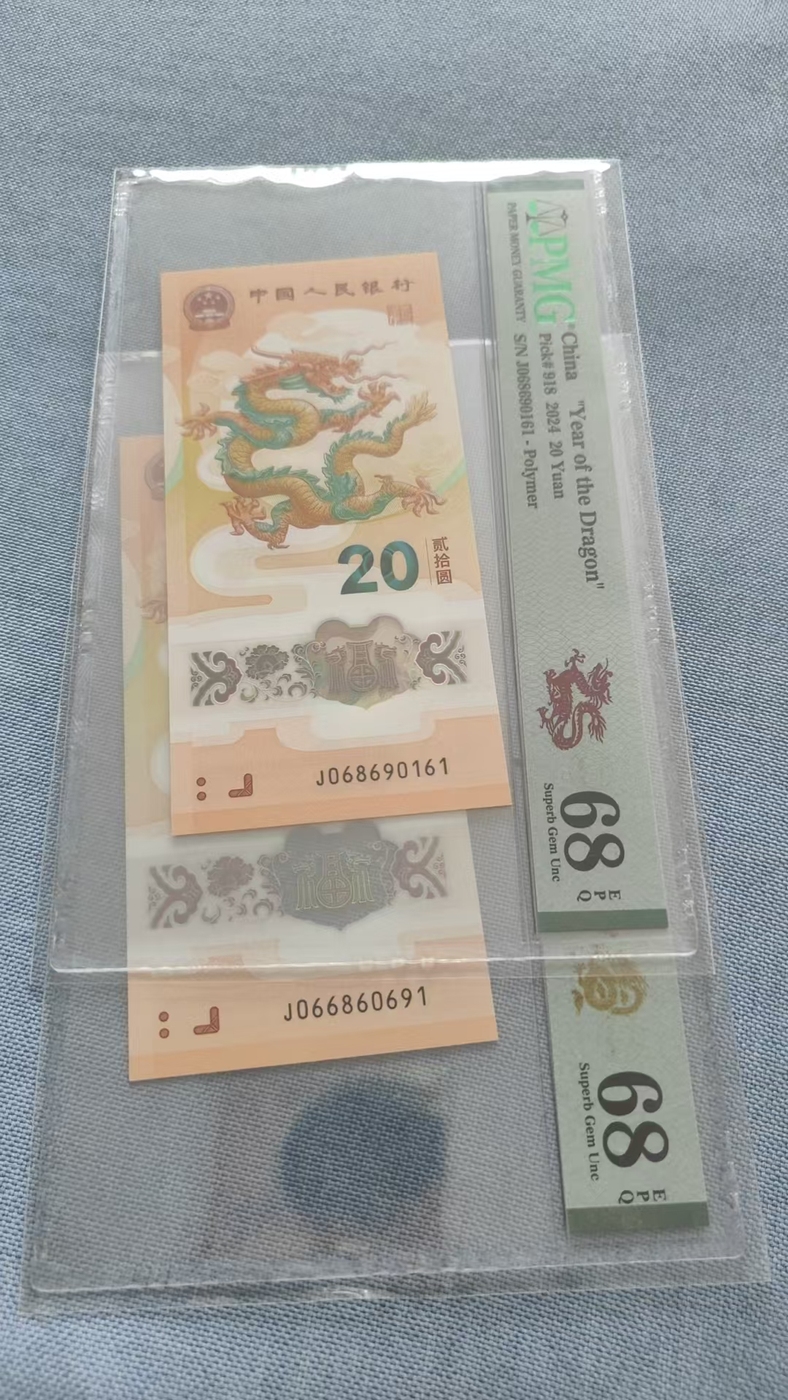 中国人民银行
20
贰拾圆
J068690161
J066860691
PMG
PAPER MONEY GUARANTY
China "Year of the Dragon"
Pick# 918 2024 20 Yuan
S/N J068690161 - Polymer
68 EPQ
Superb Gem Unc
68 EPQ
Superb Gem Unc